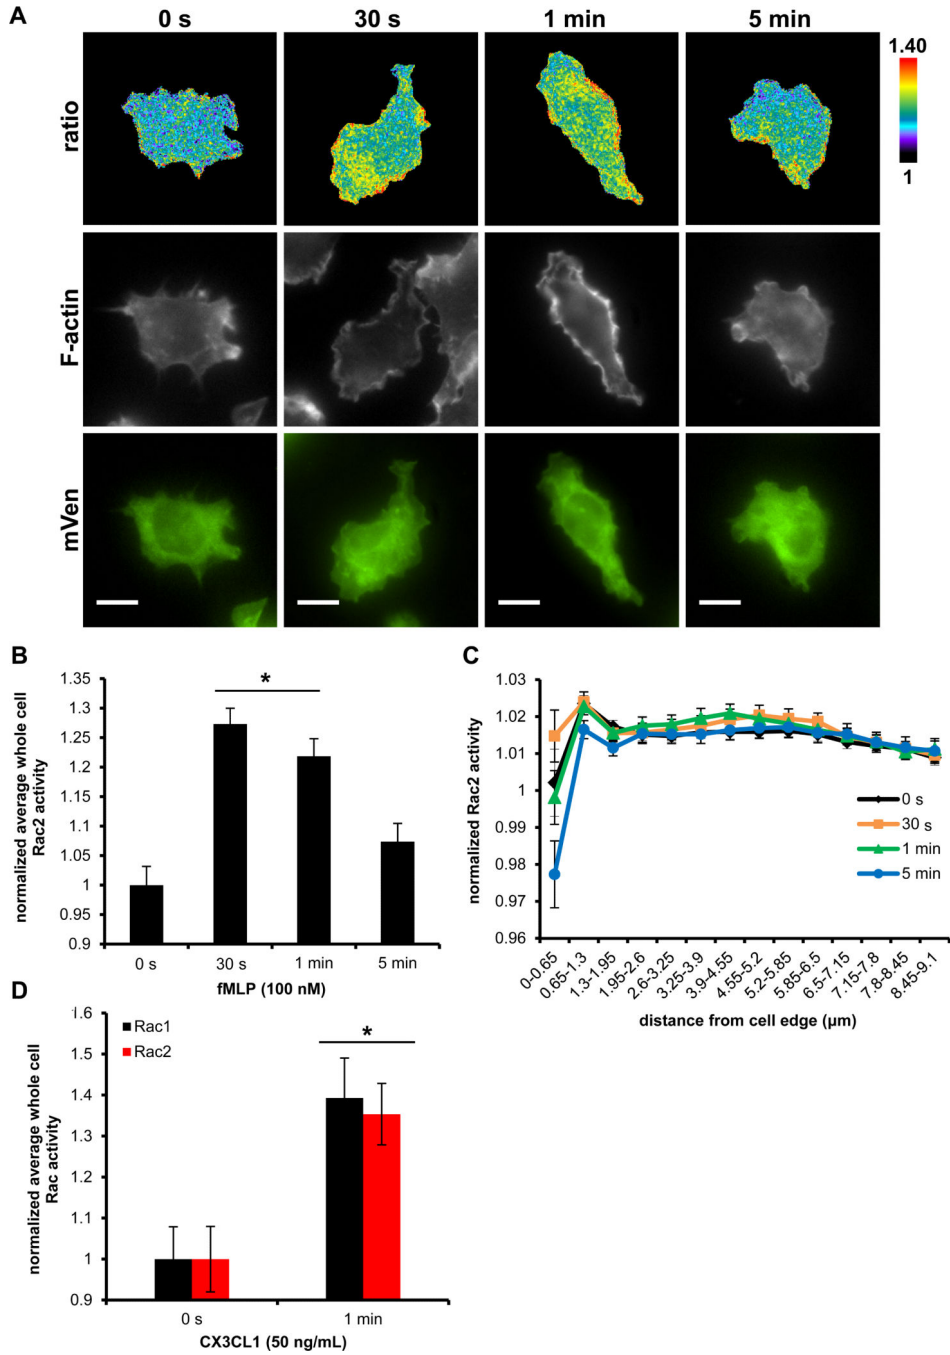 A
0 s 30 s 1 min 5 min
ratio
1.40
1
F-actin
mVen
B
normalized average whole cell
Rac2 activity
1.35
1.3
1.25
1.2
1.15
1.1
1.05
1
0.95
0.9
*
0 s 30 s 1 min 5 min
fMLP (100 nM)
C
normalized Rac2 activity
1.03
1.02
1.01
1
0.99
0.98
0.97
0.96
0 s
30 s
1 min
5 min
0-0.65
0.65-1.3
1.3-1.95
1.95-2.6
2.6-3.25
3.25-3.9
3.9-4.55
4.55-5.2
5.2-5.85
5.85-6.5
6.5-7.15
7.15-7.8
7.8-8.45
8.45-9.1
distance from cell edge (µm)
D
normalized average whole cell
Rac activity
1.6
1.5
1.4
1.3
1.2
1.1
1
0.9
Rac1
Rac2
*
0 s 1 min
CX3CL1 (50 ng/mL)